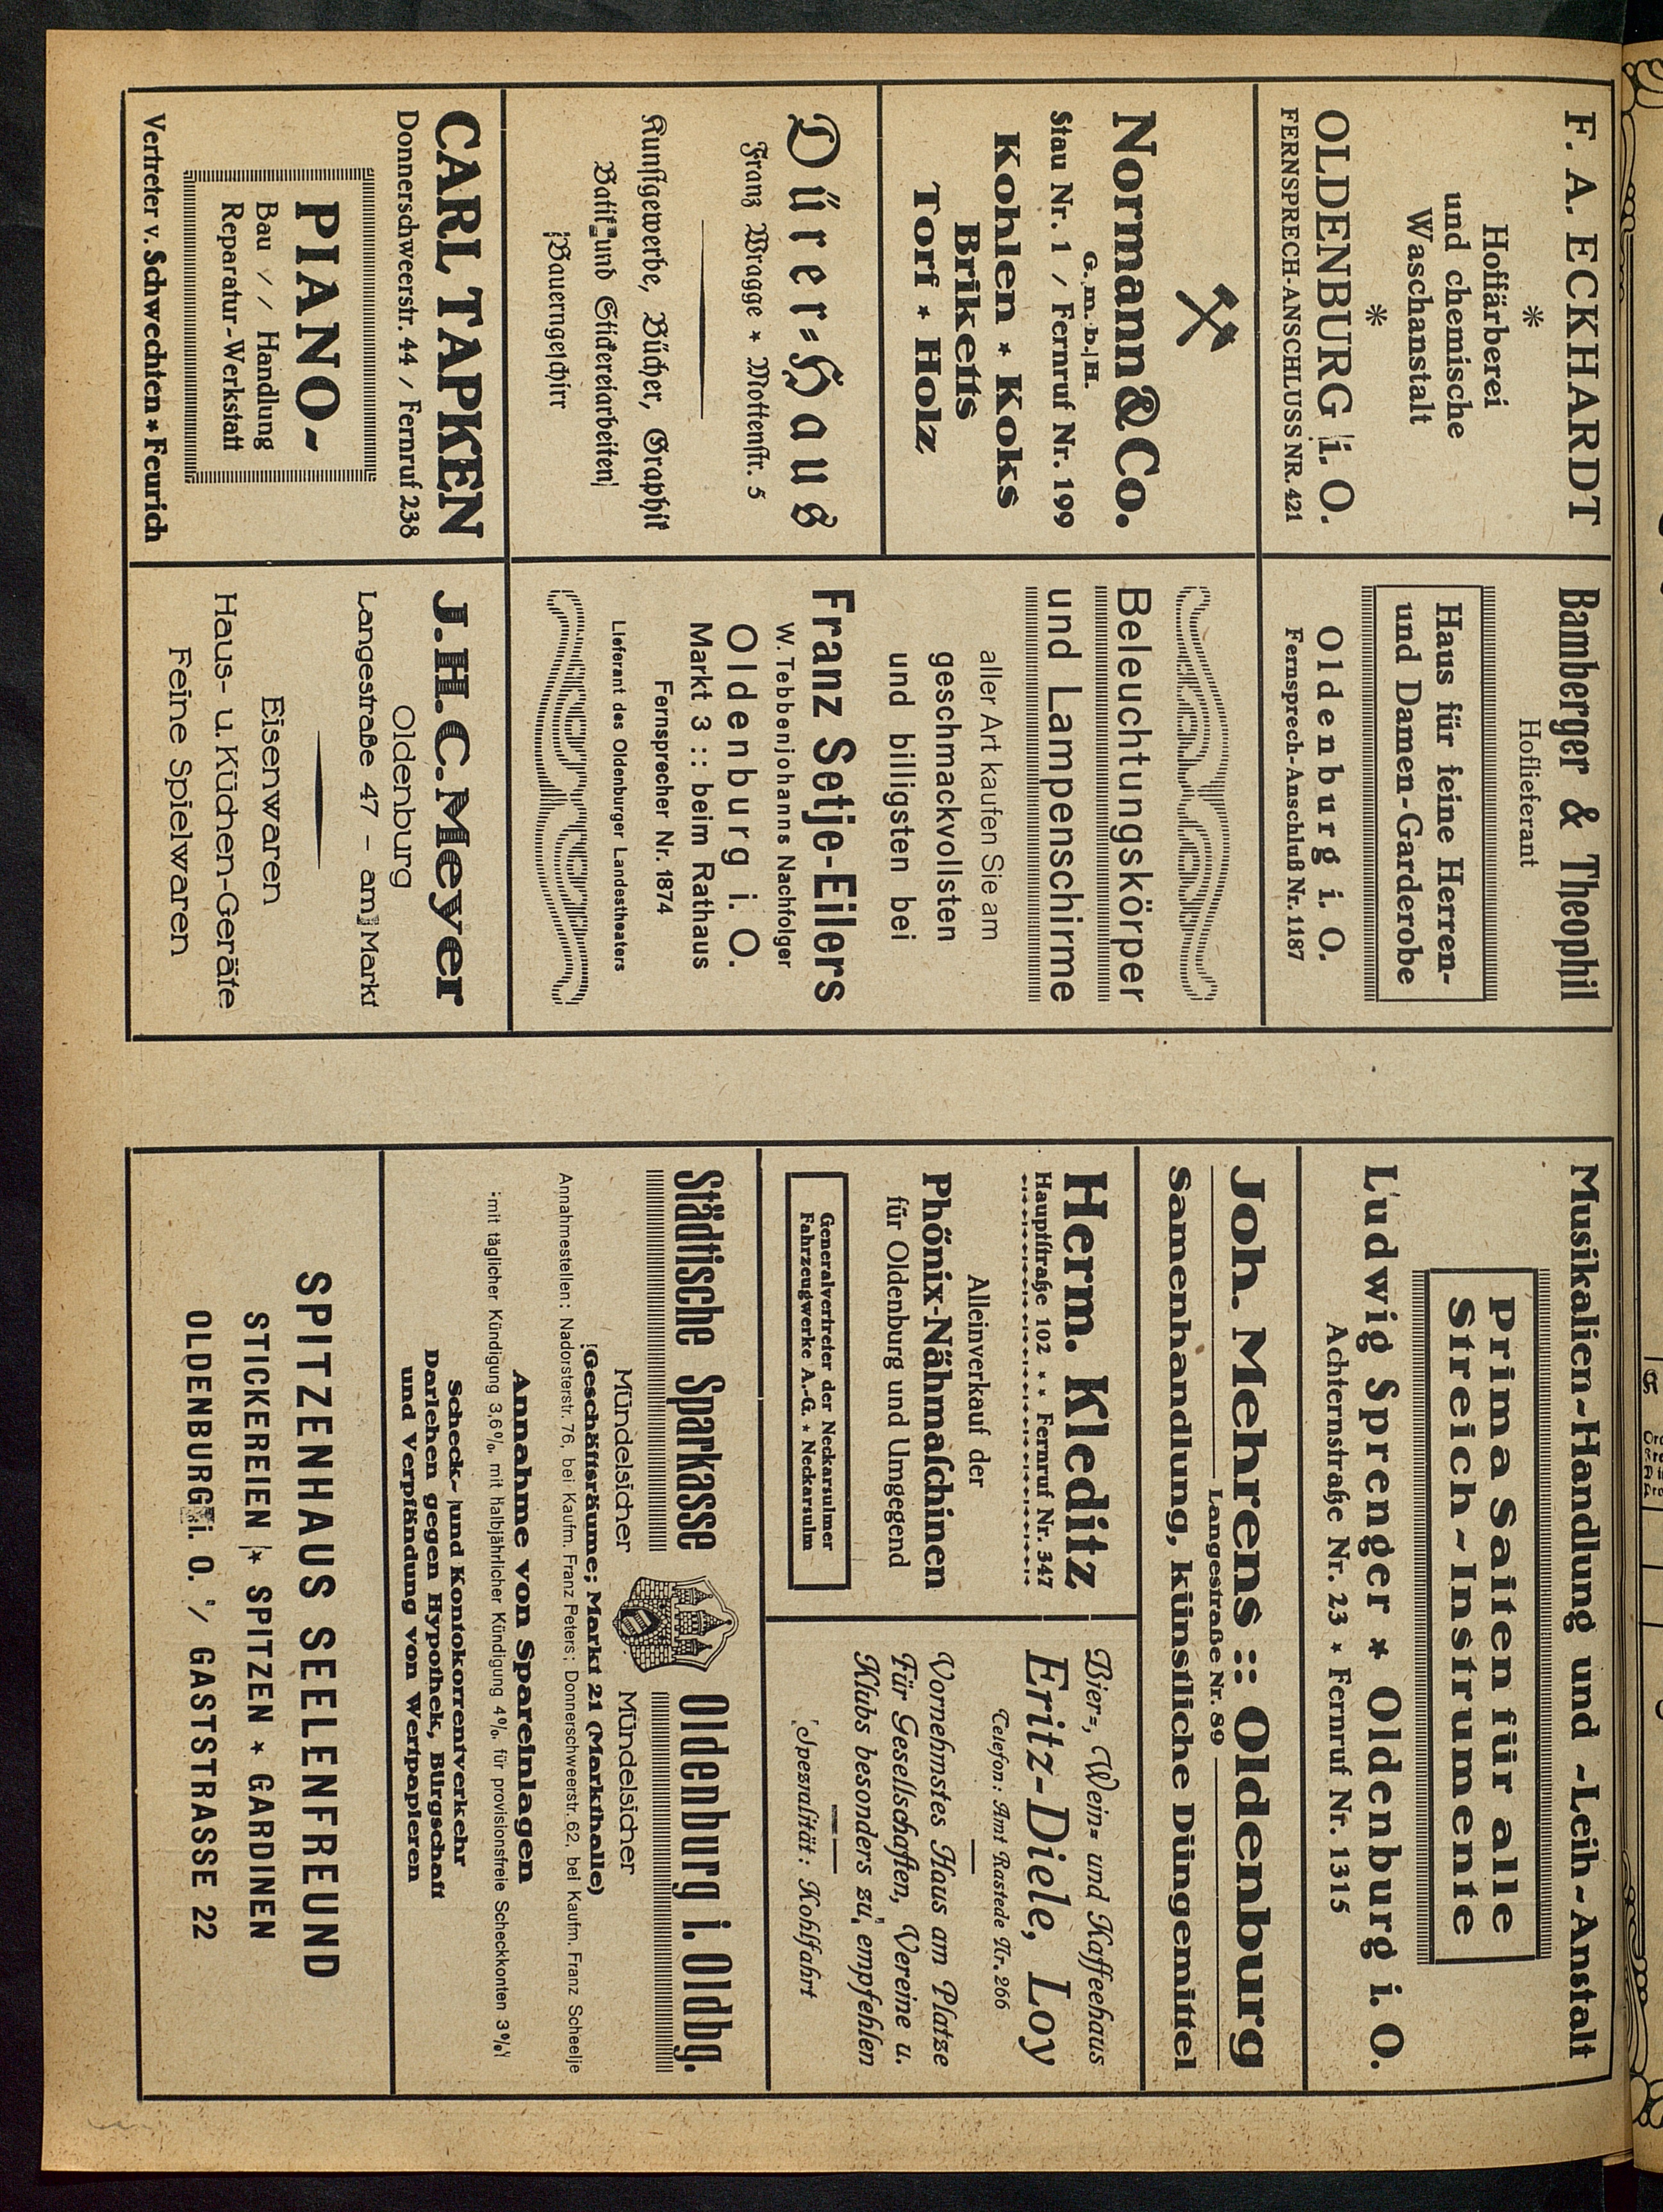 F. A. ECKHARDT
*
Hoffärberei
und chemische
Waschanstalt
*
OLDENBURG i. O.
FERNSPRECH-ANSCHLUSS NR. 421
Normann & Co.
G. m. b. H.
Stau Nr. 1 / Fernruf Nr. 199
Kohlen * Koks
Briketts
Torf * Holz
Dürer=Haus
Franz Wragge * Mottenstr. 5
Kunstgewerbe, Bücher, Graphik
Batik und Stickereiarbeiten
Bauerngeschirr
CARL TAPKEN
Donnerschweerstr. 44 / Fernruf 238
PIANO-
Bau / / Handlung
Reparatur-Werkstatt
Vertreter v. Schwechten * Feurich
Bamberger & Theophil
Hoflieferant
Haus für feine Herren-
und Damen-Garderobe
Oldenburg i. O.
Fernsprech-Anschluß Nr. 1187
Beleuchtungskörper
und Lampenschirme
aller Art kaufen Sie am
geschmackvollsten
und billigsten bei
Franz Setje-Eilers
W. Tebbenjohanns Nachfolger
Oldenburg i. O.
Markt 3 :: beim Rathaus
Fernsprecher Nr. 1874
Lieferant des Oldenburger Landestheaters
J. H. C. Meyer
Oldenburg
Langestraße 47 – am Markt
Eisenwaren
Haus- u. Küchen-Geräte
Feine Spielwaren
Musikalien-Handlung und -Leih-Anstalt
Prima Saiten für alle
Streich-Instrumente
Ludwig Sprenger * Oldenburg i. O.
Achternstraße Nr. 23 * Fernruf Nr. 1315
Joh. Mehrens :: Oldenburg
Langestraße Nr. 89
Samenhandlung, künstliche Düngemittel
Herm. Kleditz
Hauptstraße 102 * * Fernruf Nr. 347
Alleinverkauf der
Phönix-Nähmaschinen
für Oldenburg und Umgegend
Generalvertreter der Neckarsulmer
Fahrzeugwerke A.-G. * Neckarsulm
Bier=, Wein= und Kaffeehaus
Eritz-Diele, Loy
Telefon: Amt Rastede Nr. 266
Vornehmstes Haus am Platze
Für Gesellschaften, Vereine u.
Klubs besonders zu empfehlen
Spezialität: Kohlfahrt
Städtische Sparkasse Oldenburg i. Oldbg.
Mündelsicher Mündelsicher
Geschäftsräume; Markt 21 (Markthalle)
Annahmestellen: Nadorsterstr. 76, bei Kaufm. Franz Peters; Donnerschweerstr. 62, bei Kaufm. Franz Scheelje
Annahme von Spareinlagen
mit täglicher Kündigung 3,6%, mit halbjährlicher Kündigung 4%, für provisionsfreie Scheckkonten 3%
Scheck- und Kontokorrentverkehr
Darlehen gegen Hypothek, Bürgschaft
und Verpfändung von Wertpapieren
SPITZENHAUS SEELENFREUND
STICKEREIEN * SPITZEN * GARDINEN
OLDENBURG i. O. / GASTSTRASSE 22